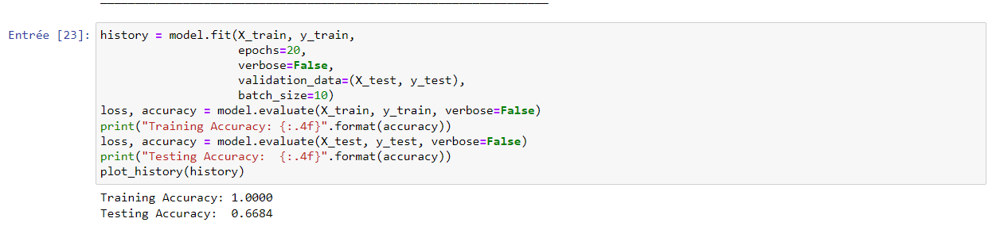 Entrée [23]: history = model.fit(X_train, y_train,
epochs=20,
verbose=False,
validation_data=(X_test, y_test),
batch_size=10)
loss, accuracy = model.evaluate(X_train, y_train, verbose=False)
print("Training Accuracy: {:.4f}".format(accuracy))
loss, accuracy = model.evaluate(X_test, y_test, verbose=False)
print("Testing Accuracy:  {:.4f}".format(accuracy))
plot_history(history)
Training Accuracy: 1.0000
Testing Accuracy:  0.6684